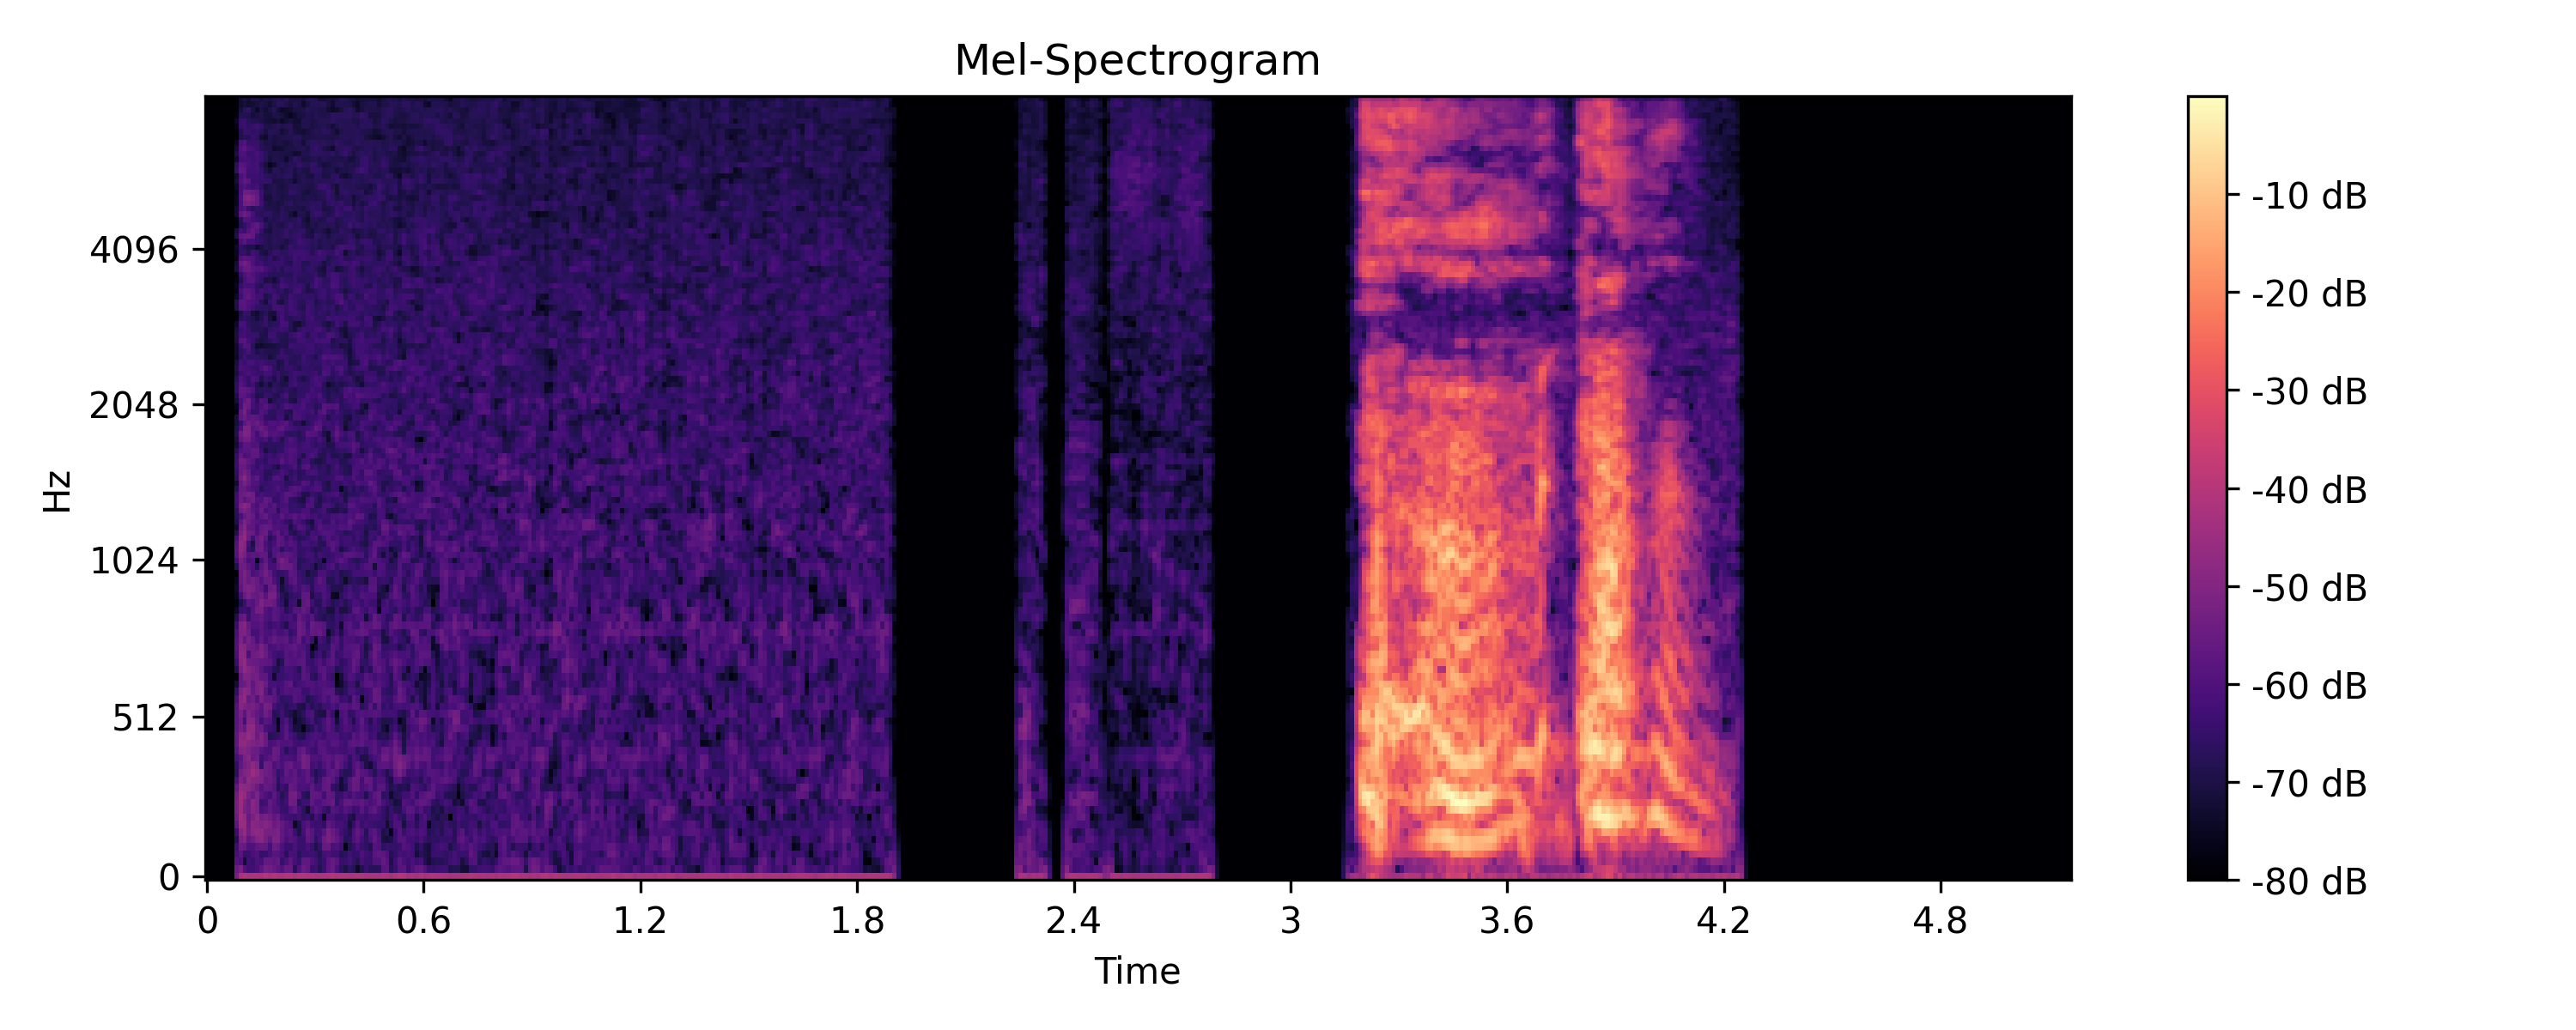 Mel-Spectrogram
Hz
4096
2048
1024
512
0
0 0.6 1.2 1.8 2.4 3 3.6 4.2 4.8
Time
-10 dB
-20 dB
-30 dB
-40 dB
-50 dB
-60 dB
-70 dB
-80 dB